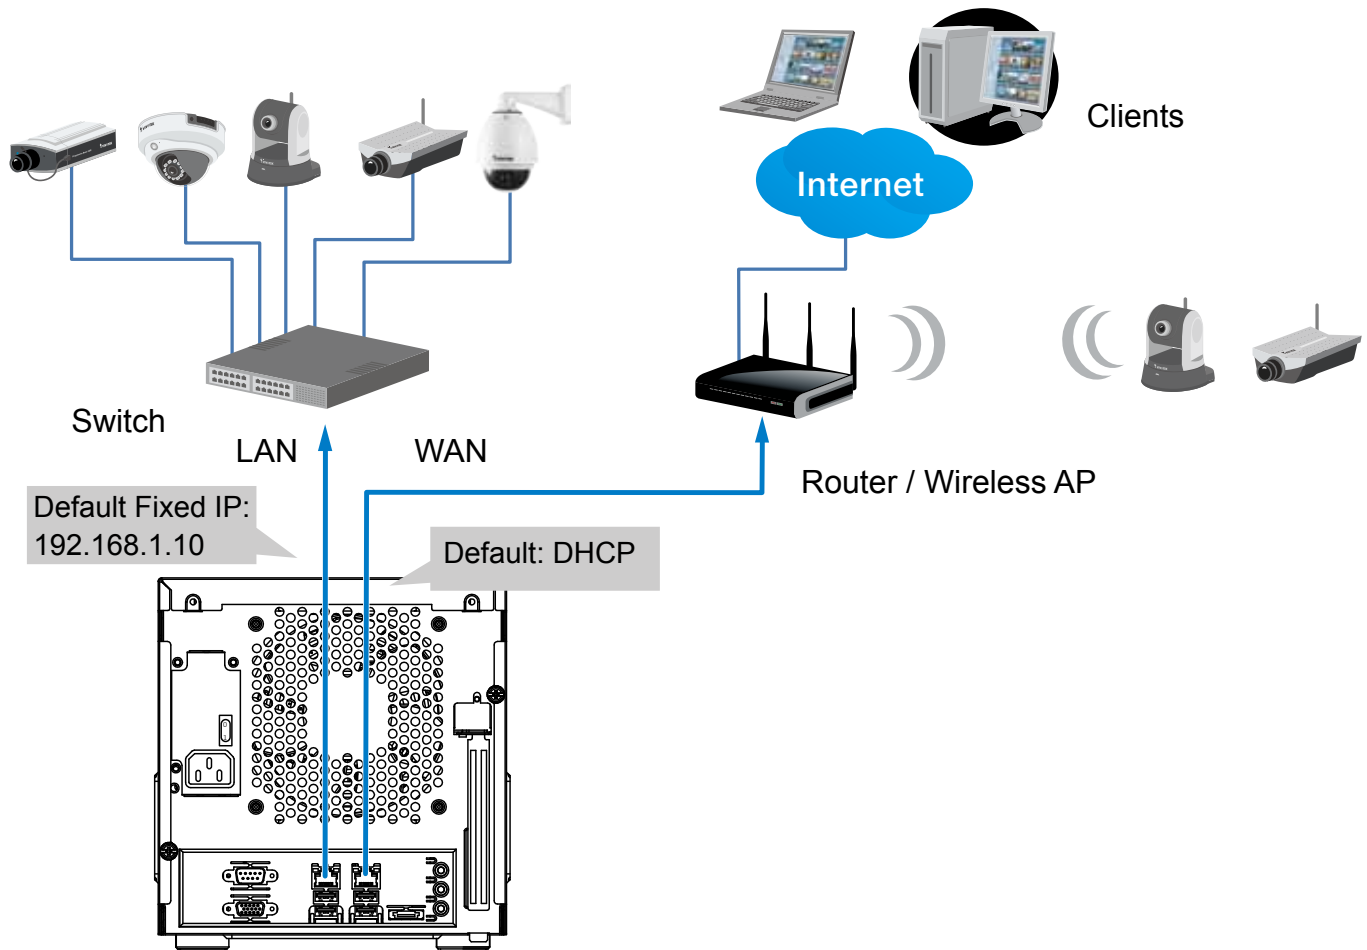 Clients
Internet
Switch
LAN
WAN
Router / Wireless AP
Default Fixed IP:
192.168.1.10
Default: DHCP